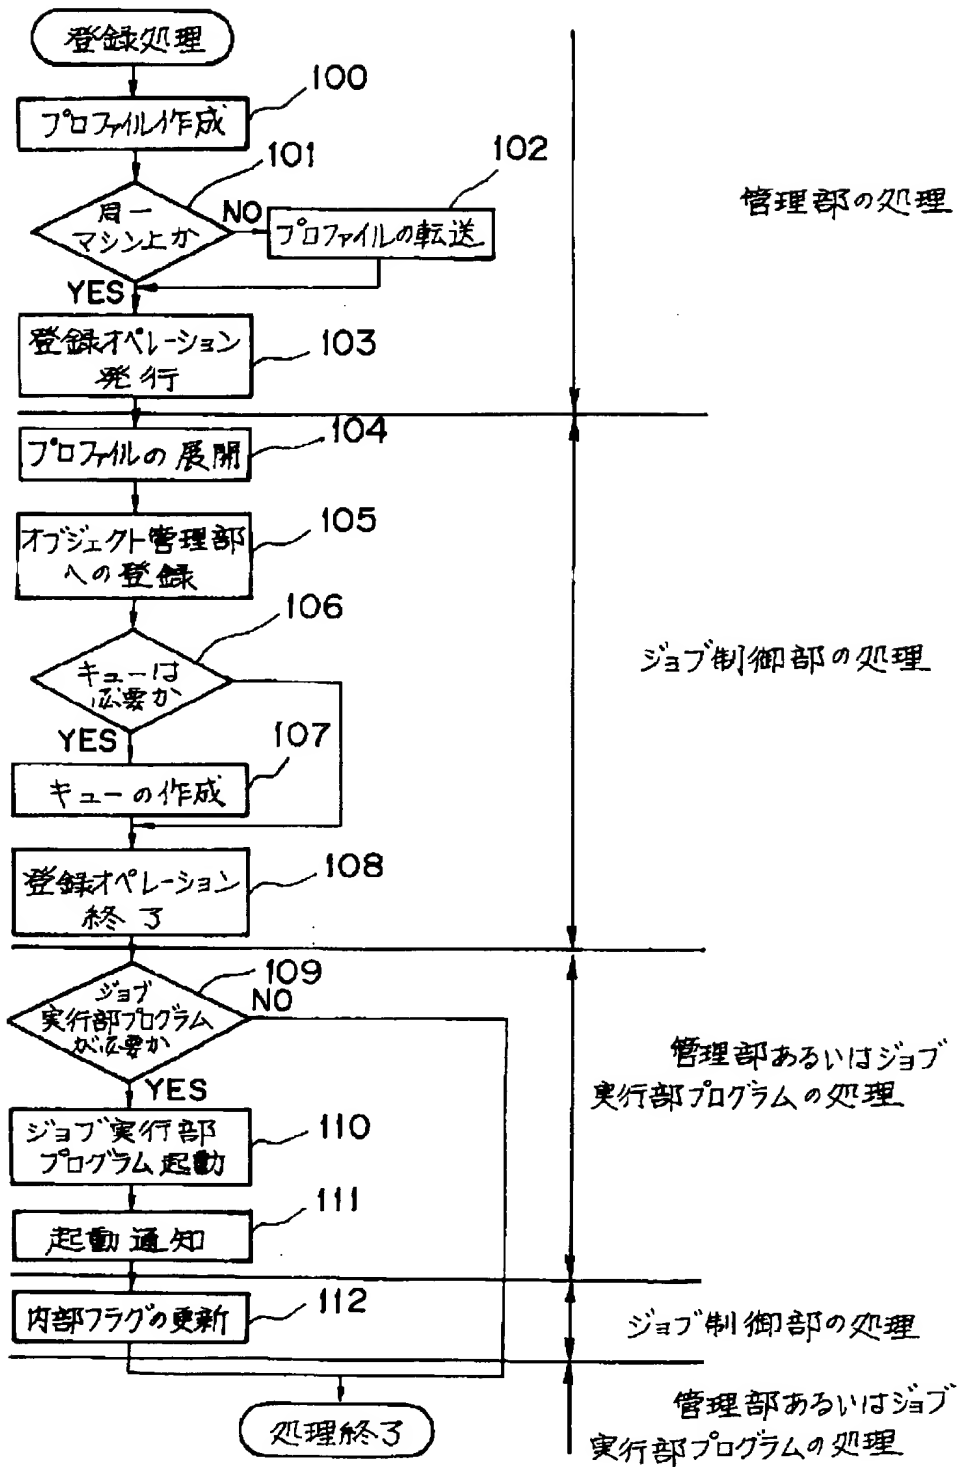 登録処理
100
プロファイル作成
101
102
同一
マシン上か
NO
プロファイルの転送
管理部の処理
YES
登録オペレーション
発行
103
104
プロファイルの展開
105
オブジェクト管理部
への登録
106
キューは
必要か
ジョブ制御部の処理
YES
107
キューの作成
108
登録オペレーション
終了
109
ジョブ
実行部プログラム
が必要か
NO
管理部あるいはジョブ
実行部プログラムの処理
YES
110
ジョブ実行部
プログラム起動
111
起動通知
112
内部フラグの更新
ジョブ制御部の処理
処理終了
管理部あるいはジョブ
実行部プログラムの処理